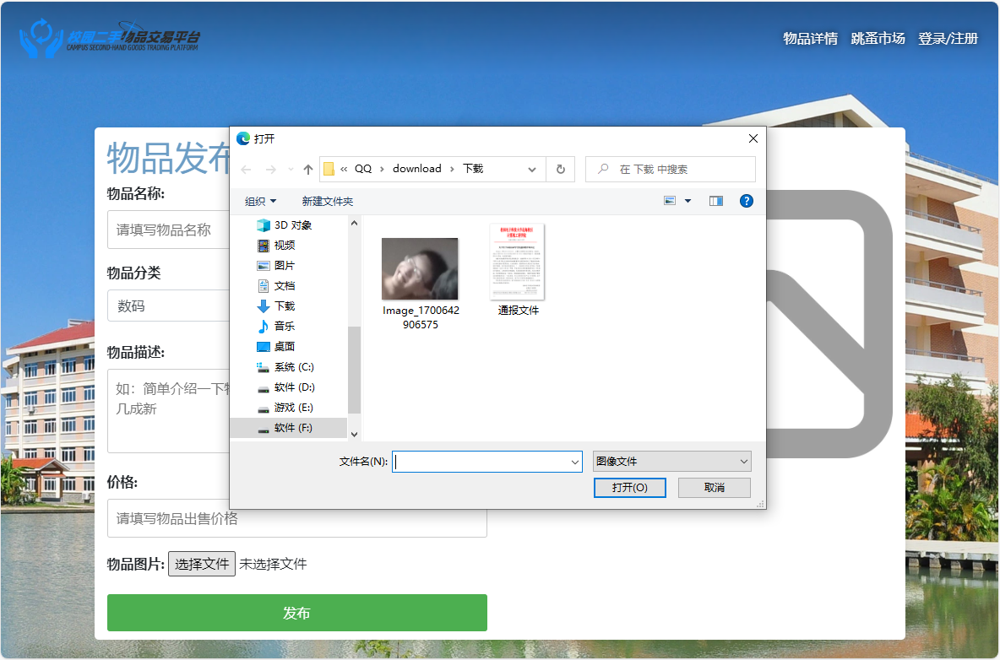 校园二手物品交易平台
CAMPUS SECOND-HAND GOODS TRADING PLATFORM
物品详情 跳蚤市场 登录/注册
物品发布
物品名称:
请填写物品名称
物品分类
数码
物品描述:
如：简单介绍一下物
几成新
价格:
请填写物品出售价格
物品图片: 选择文件 未选择文件
发布
打开
« QQ › download › 下载
在 下载 中搜索
组织 新建文件夹
3D 对象
视频
图片
文档
下载
音乐
桌面
系统 (C:)
软件 (D:)
游戏 (E:)
软件 (F:)
Image_1700642
906575
通报文件
文件名(N):
图像文件
打开(O) 取消